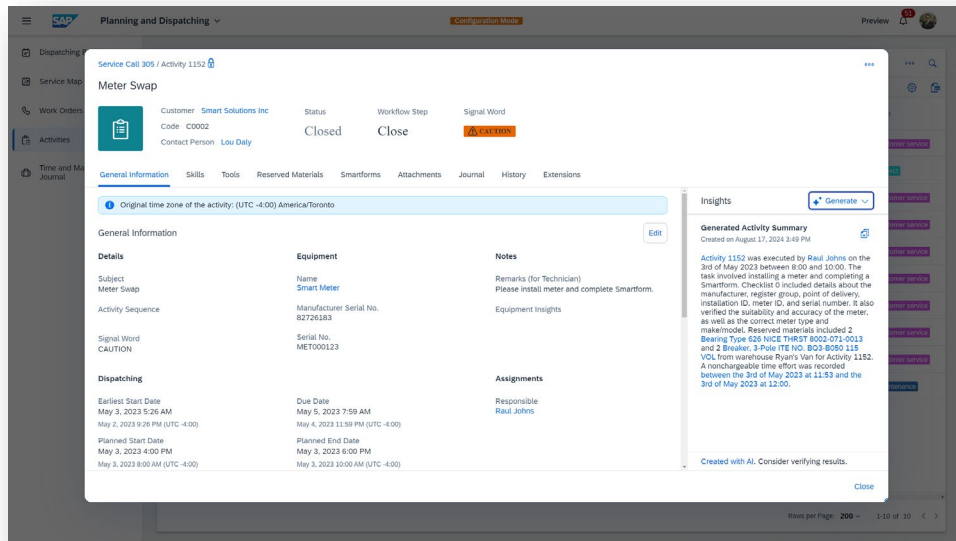 SAP
Planning and Dispatching
Configuration Mode
Preview
51
Dispatching
Service Map
Work Orders
Activities
Time and Ma
Journal
Service Call 305 / Activity 1152
Meter Swap
Customer Smart Solutions Inc
Code C0002
Contact Person Lou Daly
Status
Closed
Workflow Step
Close
Signal Word
CAUTION
General Information Skills Tools Reserved Materials Smartforms Attachments Journal History Extensions
Original time zone of the activity: (UTC -4:00) America/Toronto
General Information
Edit
Details
Subject
Meter Swap
Activity Sequence
Signal Word
CAUTION
Equipment
Name
Smart Meter
Manufacturer Serial No.
82726183
Serial No.
MET000123
Notes
Remarks (for Technician)
Please install meter and complete Smartform.
Equipment Insights
Dispatching
Earliest Start Date
May 3, 2023 5:26 AM
May 2, 2023 9:26 PM (UTC -4:00)
Planned Start Date
May 3, 2023 4:00 PM
May 3, 2023 8:00 AM (UTC -4:00)
Due Date
May 5, 2023 7:59 AM
May 4, 2023 11:59 PM (UTC -4:00)
Planned End Date
May 3, 2023 6:00 PM
May 3, 2023 10:00 AM (UTC -4:00)
Assignments
Responsible
Raul Johns
Insights
Generate
Generated Activity Summary
Created on August 17, 2024 3:49 PM
Activity 1152 was executed by Raul Johns on the
3rd of May 2023 between 8:00 and 10:00. The
task involved installing a meter and completing a
Smartform. Checklist 0 included details about the
manufacturer, register group, point of delivery,
installation ID, meter ID, and serial number. It also
verified the suitability and accuracy of the meter,
as well as the correct meter type and
make/model. Reserved materials included 2
Bearing Type 626 NICE THRST 8002-071-0013
and 2 Breaker, 3-Pole ITE NO. BQ3-B050 115
VOL from warehouse Ryan's Van for Activity 1152.
A nonchargeable time effort was recorded
between the 3rd of May 2023 at 11:53 and the
3rd of May 2023 at 12:00.
Created with AI. Consider verifying results.
Close
omer service
omer service
omer service
omer service
omer service
omer service
omer service
ntenance
Rows per Page: 200
1-10 of 10